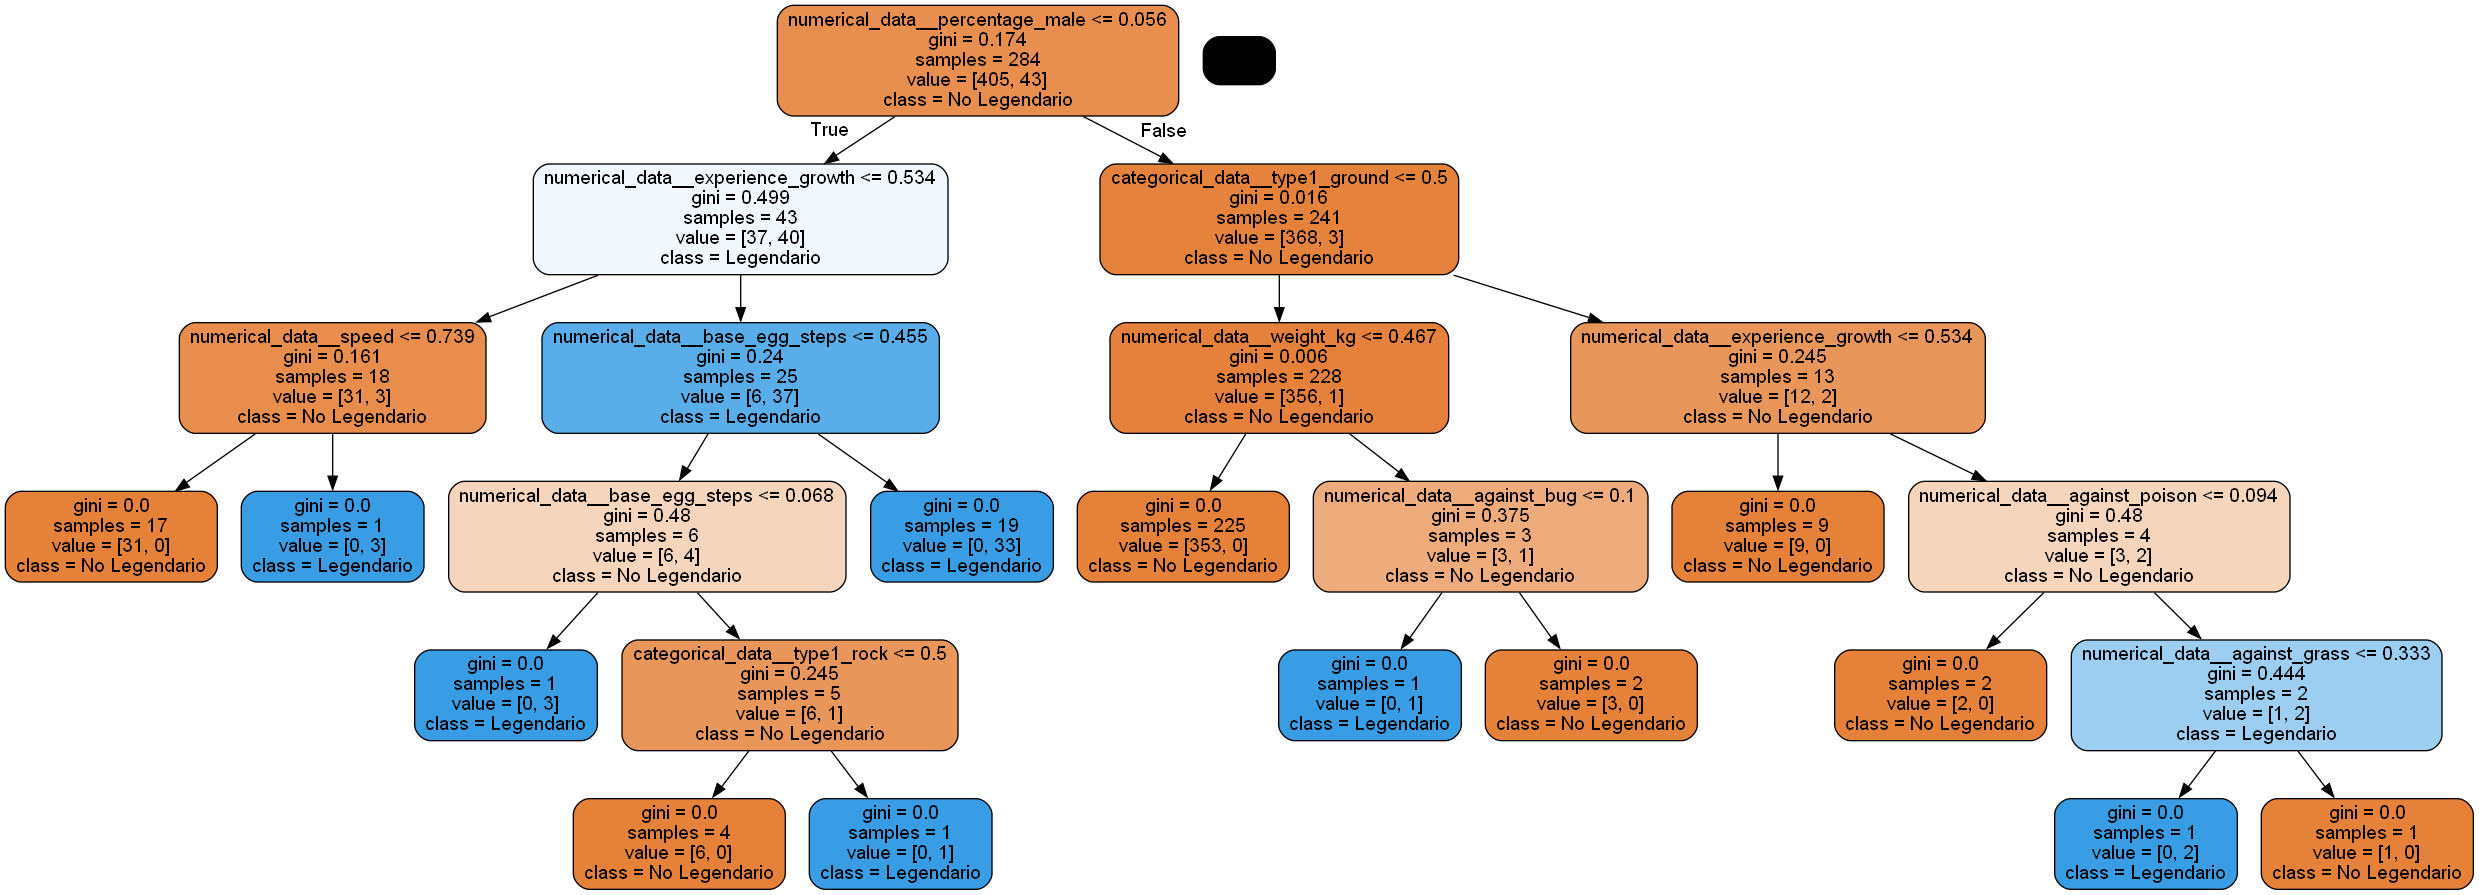 numerical_data__percentage_male <= 0.056
gini = 0.174
samples = 284
value = [405, 43]
class = No Legendario
True
False
numerical_data__experience_growth <= 0.534
gini = 0.499
samples = 43
value = [37, 40]
class = Legendario
categorical_data__type1_ground <= 0.5
gini = 0.016
samples = 241
value = [368, 3]
class = No Legendario
numerical_data__speed <= 0.739
gini = 0.161
samples = 18
value = [31, 3]
class = No Legendario
numerical_data__base_egg_steps <= 0.455
gini = 0.24
samples = 25
value = [6, 37]
class = Legendario
numerical_data__weight_kg <= 0.467
gini = 0.006
samples = 228
value = [356, 1]
class = No Legendario
numerical_data__experience_growth <= 0.534
gini = 0.245
samples = 13
value = [12, 2]
class = No Legendario
gini = 0.0
samples = 17
value = [31, 0]
class = No Legendario
gini = 0.0
samples = 1
value = [0, 3]
class = Legendario
numerical_data__base_egg_steps <= 0.068
gini = 0.48
samples = 6
value = [6, 4]
class = No Legendario
gini = 0.0
samples = 19
value = [0, 33]
class = Legendario
gini = 0.0
samples = 225
value = [353, 0]
class = No Legendario
numerical_data__against_bug <= 0.1
gini = 0.375
samples = 3
value = [3, 1]
class = No Legendario
gini = 0.0
samples = 9
value = [9, 0]
class = No Legendario
numerical_data__against_poison <= 0.094
gini = 0.48
samples = 4
value = [3, 2]
class = No Legendario
gini = 0.0
samples = 1
value = [0, 3]
class = Legendario
categorical_data__type1_rock <= 0.5
gini = 0.245
samples = 5
value = [6, 1]
class = No Legendario
gini = 0.0
samples = 1
value = [0, 1]
class = Legendario
gini = 0.0
samples = 2
value = [3, 0]
class = No Legendario
gini = 0.0
samples = 2
value = [2, 0]
class = No Legendario
numerical_data__against_grass <= 0.333
gini = 0.444
samples = 2
value = [1, 2]
class = Legendario
gini = 0.0
samples = 4
value = [6, 0]
class = No Legendario
gini = 0.0
samples = 1
value = [0, 1]
class = Legendario
gini = 0.0
samples = 1
value = [0, 2]
class = Legendario
gini = 0.0
samples = 1
value = [1, 0]
class = No Legendario